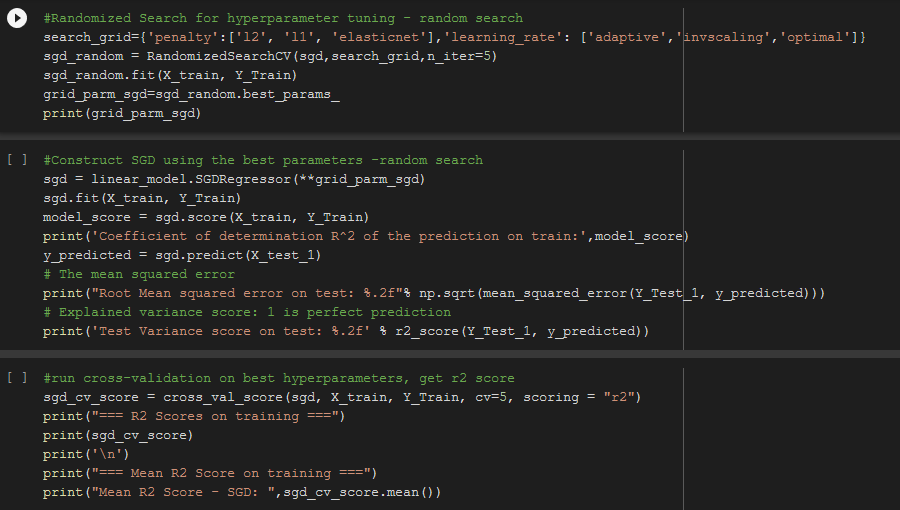 #Randomized Search for hyperparameter tuning - random search
search_grid={'penalty':['l2', 'l1', 'elasticnet'],'learning_rate': ['adaptive','invscaling','optimal']}
sgd_random = RandomizedSearchCV(sgd,search_grid,n_iter=5)
sgd_random.fit(X_train, Y_Train)
grid_parm_sgd=sgd_random.best_params_
print(grid_parm_sgd)
[ ] #Construct SGD using the best parameters -random search
sgd = linear_model.SGDRegressor(**grid_parm_sgd)
sgd.fit(X_train, Y_Train)
model_score = sgd.score(X_train, Y_Train)
print('Coefficient of determination R^2 of the prediction on train:',model_score)
y_predicted = sgd.predict(X_test_1)
# The mean squared error
print("Root Mean squared error on test: %.2f"% np.sqrt(mean_squared_error(Y_Test_1, y_predicted)))
# Explained variance score: 1 is perfect prediction
print('Test Variance score on test: %.2f' % r2_score(Y_Test_1, y_predicted))
[ ] #run cross-validation on best hyperparameters, get r2 score
sgd_cv_score = cross_val_score(sgd, X_train, Y_Train, cv=5, scoring = "r2")
print("=== R2 Scores on training ===")
print(sgd_cv_score)
print('\n')
print("=== Mean R2 Score on training ===")
print("Mean R2 Score - SGD: ",sgd_cv_score.mean())